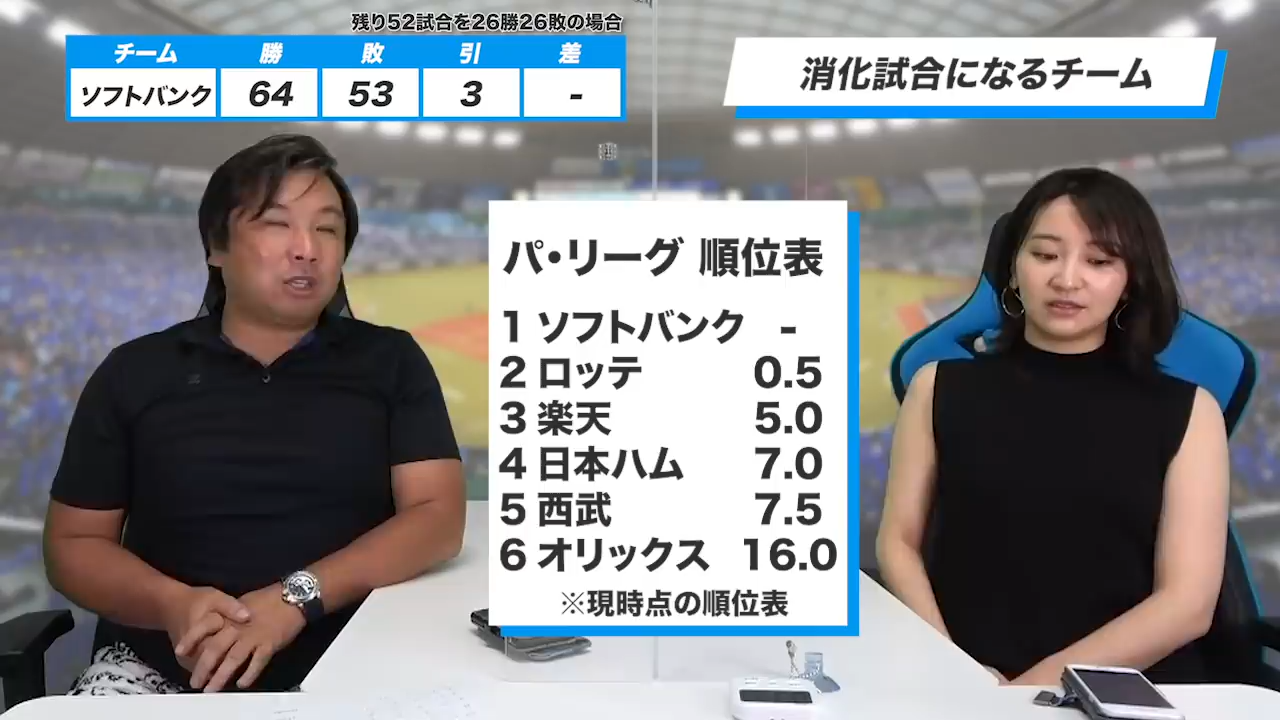 残り52試合を26勝26敗の場合
チーム 勝 敗 引 差
ソフトバンク 64 53 3 -
消化試合になるチーム
パ・リーグ 順位表
1 ソフトバンク -
2 ロッテ 0.5
3 楽天 5.0
4 日本ハム 7.0
5 西武 7.5
6 オリックス 16.0
※現時点の順位表